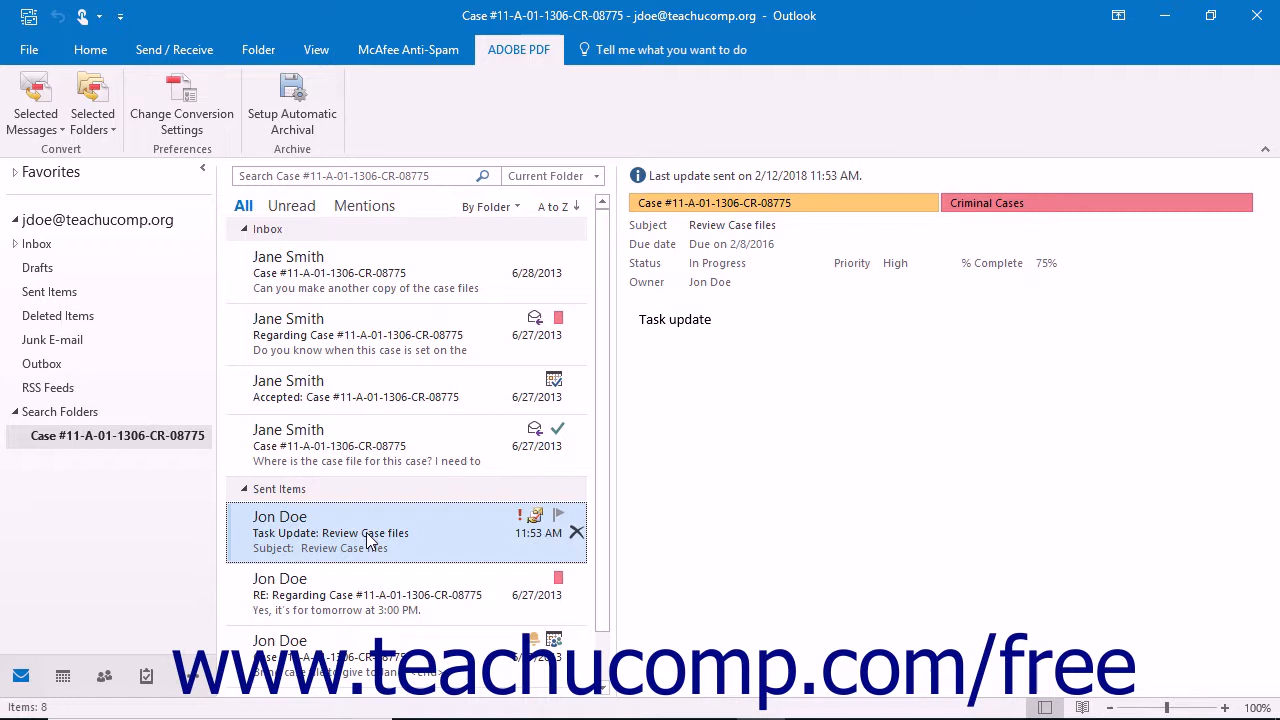 Case #11-A-01-1306-CR-08775 - jdoe@teachucomp.org - Outlook
File Home Send / Receive Folder View McAfee Anti-Spam ADOBE PDF Tell me what you want to do
Selected Messages
Selected Folders
Change Conversion Settings
Setup Automatic Archival
Convert Preferences Archive
Favorites
jdoe@teachucomp.org
Inbox
Drafts
Sent Items
Deleted Items
Junk E-mail
Outbox
RSS Feeds
Search Folders
Case #11-A-01-1306-CR-08775
Search Case #11-A-01-1306-CR-08775 Current Folder
All Unread Mentions By Folder A to Z
Inbox
Jane Smith
Case #11-A-01-1306-CR-08775 6/28/2013
Can you make another copy of the case files
Jane Smith
Regarding Case #11-A-01-1306-CR-08775 6/27/2013
Do you know when this case is set on the
Jane Smith
Accepted: Case #11-A-01-1306-CR-08775 6/27/2013
Jane Smith
Case #11-A-01-1306-CR-08775 6/27/2013
Where is the case file for this case? I need to
Sent Items
Jon Doe
Task Update: Review Case files 11:53 AM
Subject: Review Case files
Jon Doe
RE: Regarding Case #11-A-01-1306-CR-08775 6/27/2013
Yes, it's for tomorrow at 3:00 PM.
Jon Doe
Last update sent on 2/12/2018 11:53 AM.
Case #11-A-01-1306-CR-08775 Criminal Cases
Subject Review Case files
Due date Due on 2/8/2016
Status In Progress Priority High % Complete 75%
Owner Jon Doe
Task update
www.teachucomp.com/free
Items: 8 100%